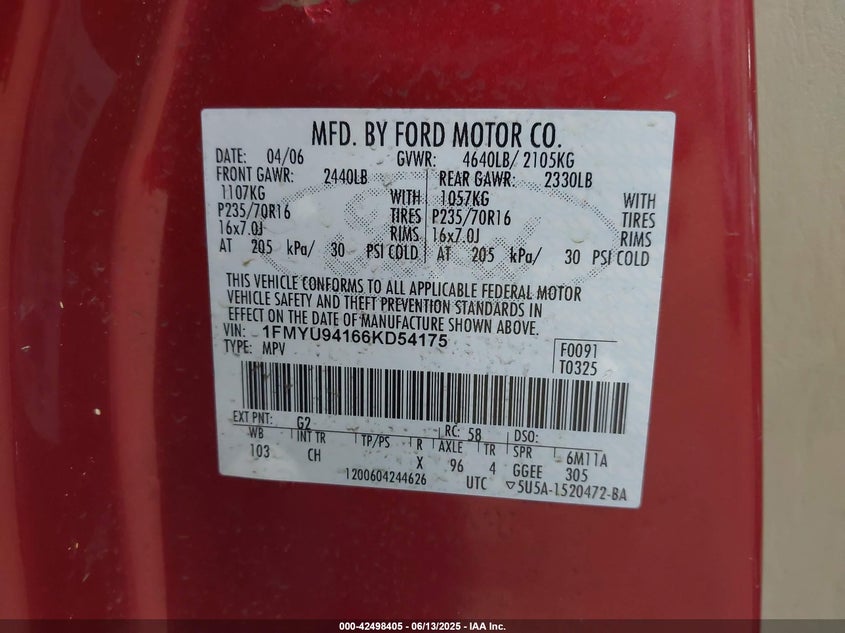 MFD. BY FORD MOTOR CO.
DATE: 04/06 GVWR: 4640LB/ 2105KG
FRONT GAWR: 2440LB REAR GAWR: 2330LB
1107KG WITH 1057KG WITH
P235/70R16 TIRES P235/70R16 TIRES
16x7.0J RIMS 16x7.0J RIMS
AT 205 kPa/ 30 PSI COLD AT 205 kPa/ 30 PSI COLD
THIS VEHICLE CONFORMS TO ALL APPLICABLE FEDERAL MOTOR
VEHICLE SAFETY AND THEFT PREVENTION STANDARDS IN
EFFECT ON THE DATE OF MANUFACTURE SHOWN ABOVE.
VIN: 1FMYU94166KD54175
TYPE: MPV
F0091
T0325
EXT PNT: G2 RC: 58 DSO:
WB INT TR TP/PS R AXLE TR SPR 6M11A
103 CH X 96 4 GGEE 305
1200604244626 UTC ▽5U5A-1520472-BA
000-42498405 - 06/13/2025 - IAA Inc.